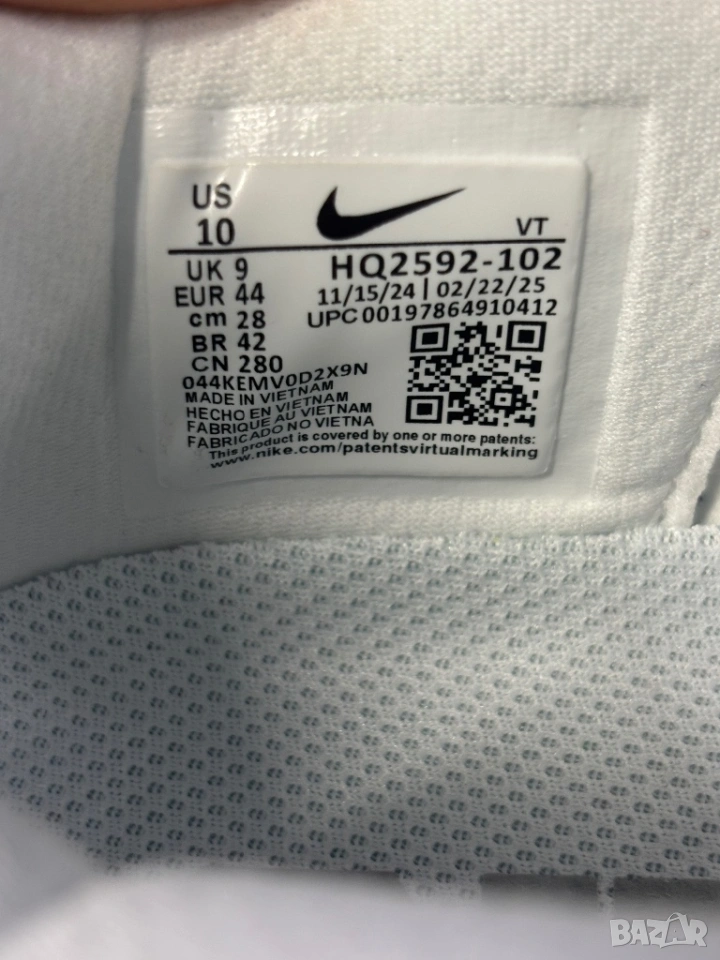 US
10
VT
UK 9
HQ2592-102
EUR 44
11/15/24 | 02/22/25
cm 28
UPC 00197864910412
BR 42
CN 280
044KEMV0D2X9N
MADE IN VIETNAM
HECHO EN VIETNAM
FABRIQUE AU VIETNAM
FABRICADO NO VIETNA
This product is covered by one or more patents:
www.nike.com/patentsvirtualmarking
BAZAR